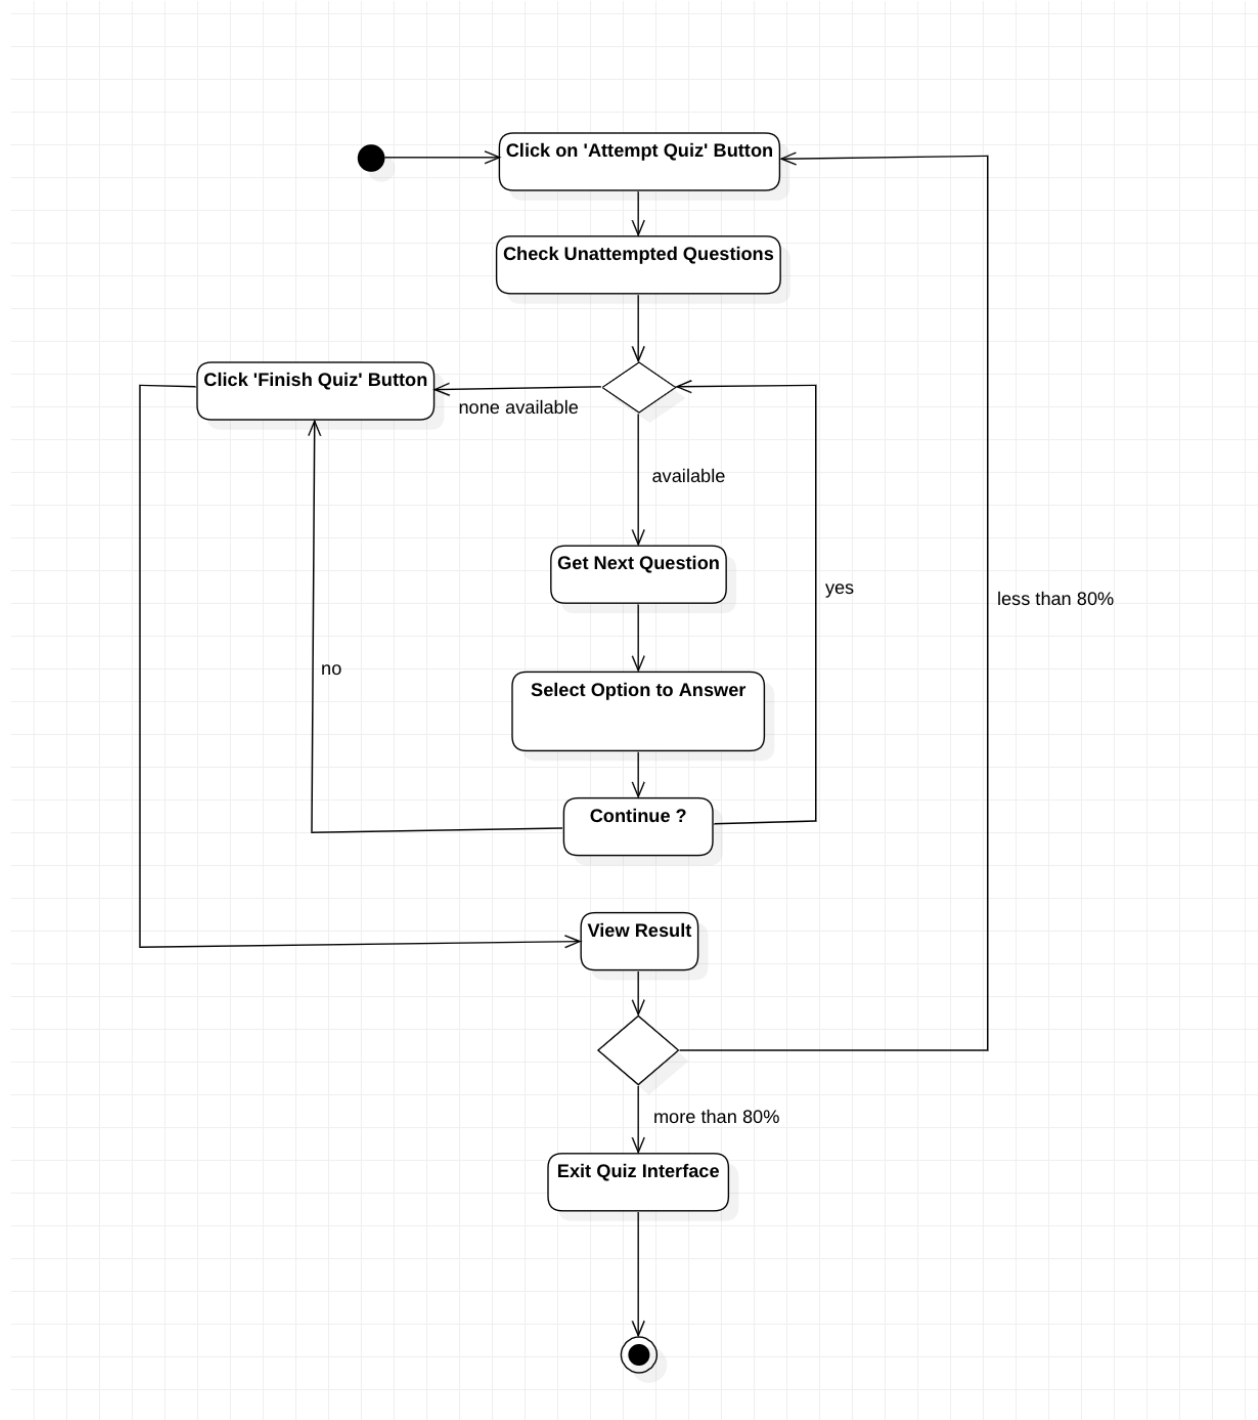 Click on 'Attempt Quiz' Button
Check Unattempted Questions
Click 'Finish Quiz' Button
none available
available
Get Next Question
yes
less than 80%
no
Select Option to Answer
Continue ?
View Result
more than 80%
Exit Quiz Interface